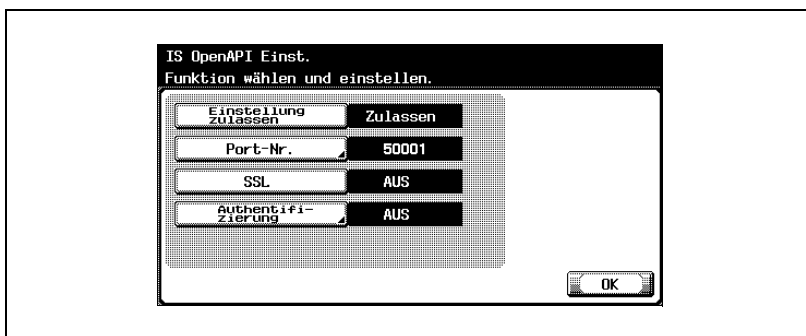 IS OpenAPI Einst.
Funktion wählen und einstellen.
Einstellung
zulassen
Zulassen
Port-Nr.
50001
SSL
AUS
Authentifi-
zierung
AUS
OK